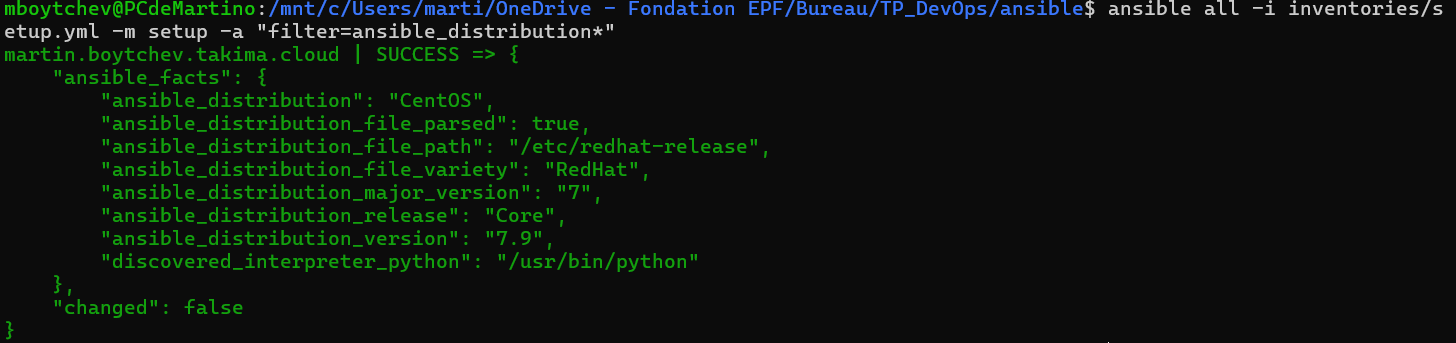 mboytchev@PCdeMartino:/mnt/c/Users/marti/OneDrive - Fondation EPF/Bureau/TP_DevOps/ansible$ ansible all -i inventories/s
etup.yml -m setup -a "filter=ansible_distribution*"
martin.boytchev.takima.cloud | SUCCESS => {
    "ansible_facts": {
        "ansible_distribution": "CentOS",
        "ansible_distribution_file_parsed": true,
        "ansible_distribution_file_path": "/etc/redhat-release",
        "ansible_distribution_file_variety": "RedHat",
        "ansible_distribution_major_version": "7",
        "ansible_distribution_release": "Core",
        "ansible_distribution_version": "7.9",
        "discovered_interpreter_python": "/usr/bin/python"
    },
    "changed": false
}